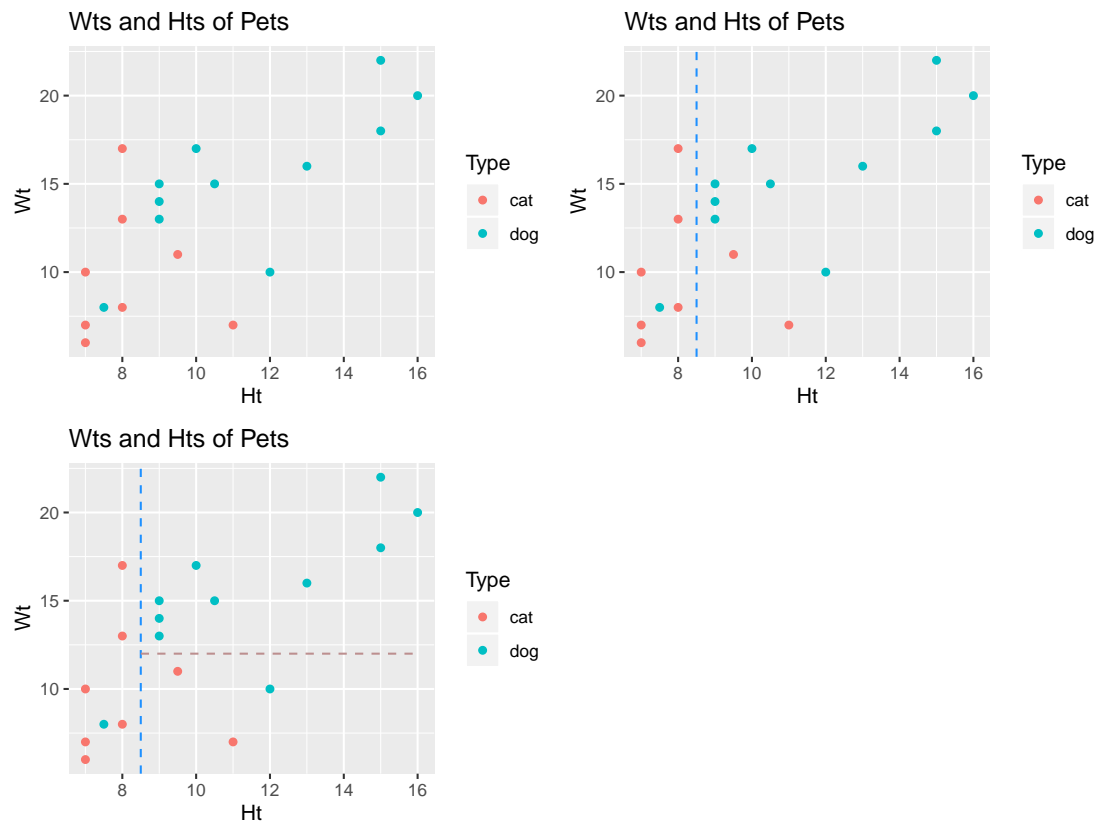 Wts and Hts of Pets
20
15
10
Wt
8 10 12 14 16
Ht
Type
cat
dog
Wts and Hts of Pets
20
15
10
Wt
8 10 12 14 16
Ht
Type
cat
dog
Wts and Hts of Pets
20
15
10
Wt
8 10 12 14 16
Ht
Type
cat
dog